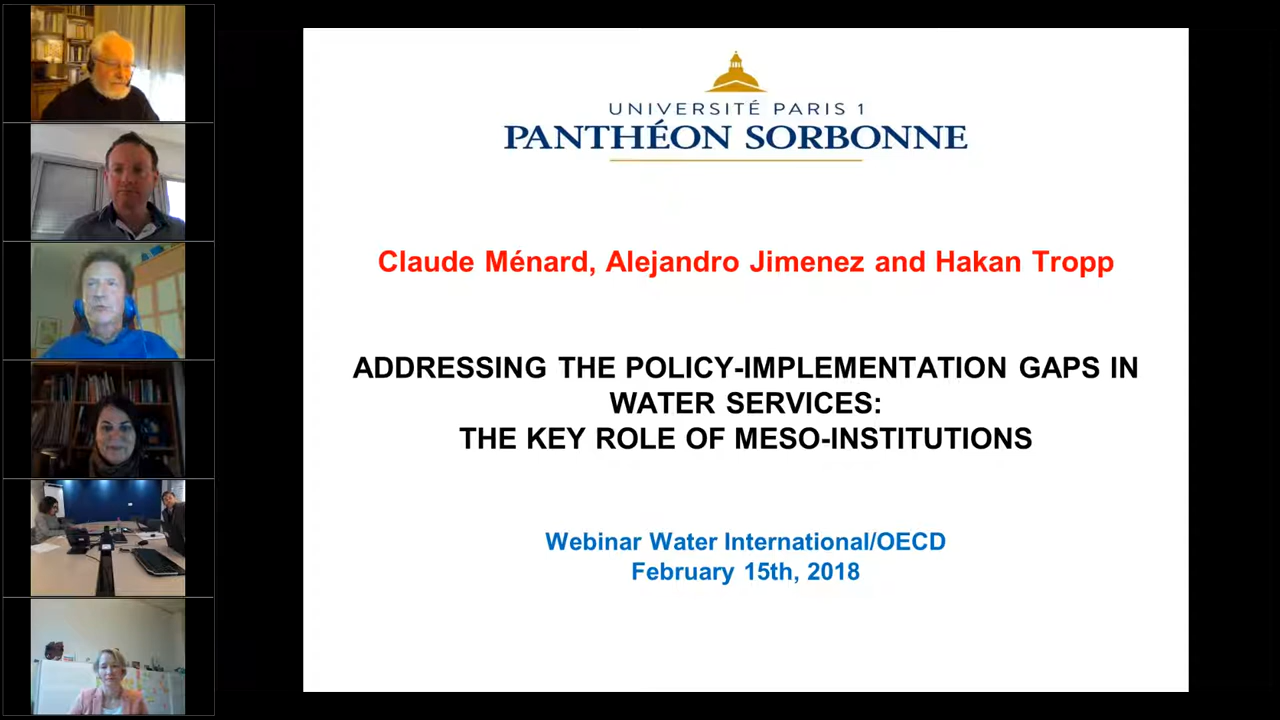 UNIVERSITÉ PARIS 1
PANTHÉON SORBONNE
Claude Ménard, Alejandro Jimenez and Hakan Tropp
ADDRESSING THE POLICY-IMPLEMENTATION GAPS IN
WATER SERVICES:
THE KEY ROLE OF MESO-INSTITUTIONS
Webinar Water International/OECD
February 15th, 2018